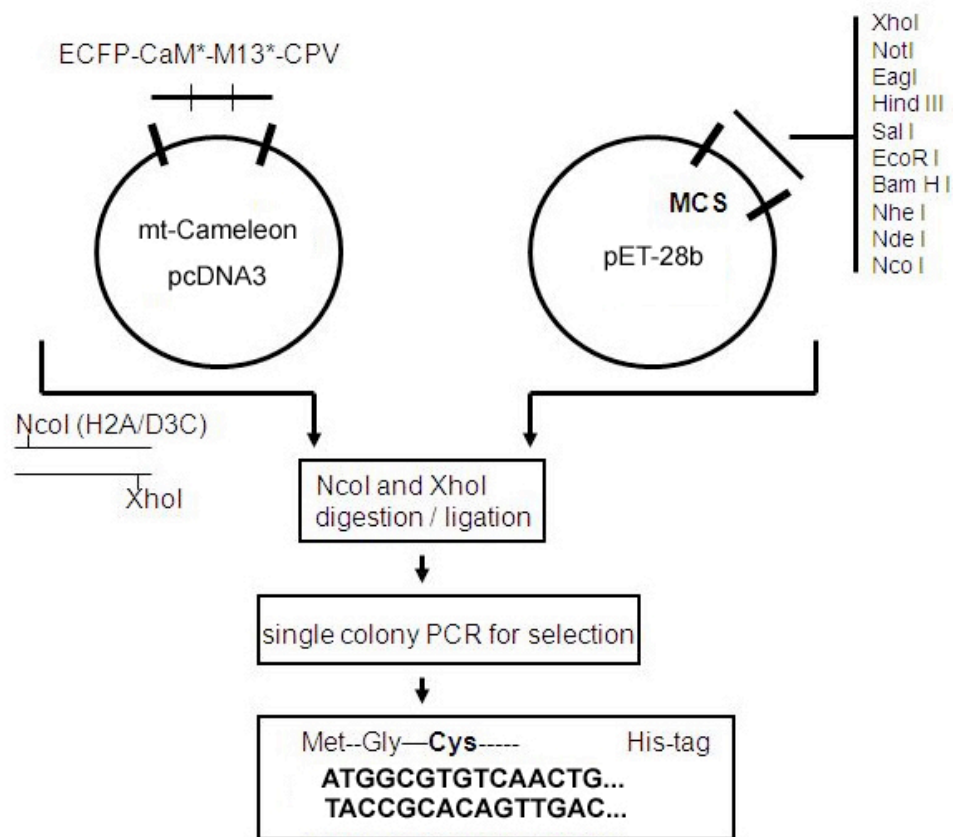 ECFP-CaM*-M13*-CPV
mt-Cameleon
pcDNA3
MCS
pET-28b
XhoI
NotI
EagI
Hind III
Sal I
EcoR I
Bam H I
Nhe I
Nde I
Nco I
NcoI (H2A/D3C)
XhoI
NcoI and XhoI
digestion / ligation
single colony PCR for selection
Met--Gly—Cys----- His-tag
ATGGCGTGTCAACTG...
TACCGCACAGTTGAC...